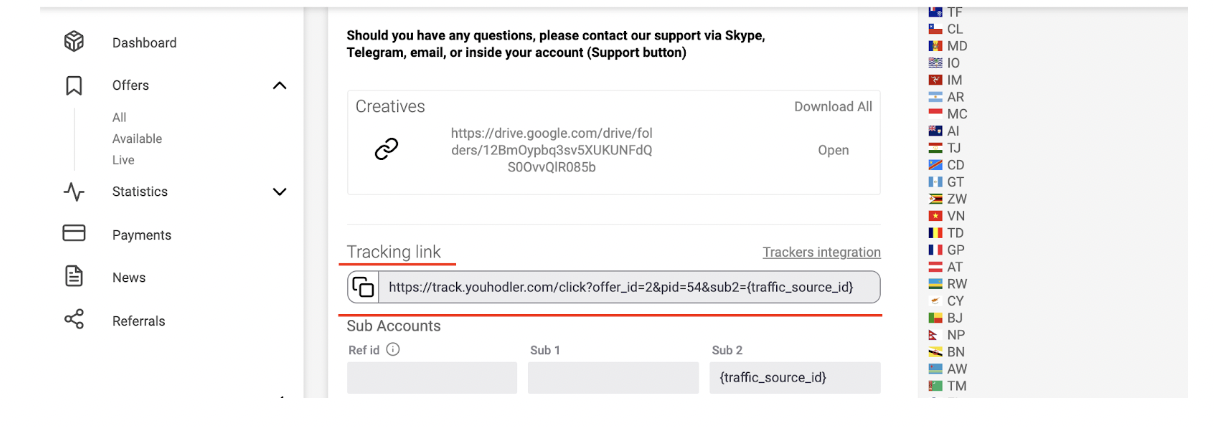 Dashboard
Offers
All
Available
Live
Statistics
Payments
News
Referrals
Should you have any questions, please contact our support via Skype,
Telegram, email, or inside your account (Support button)
Creatives
Download All
https://drive.google.com/drive/fol
ders/12BmOypbq3sv5XUKUNFdQ
S0OvvQlR085b
Open
Tracking link
Trackers integration
https://track.youhodler.com/click?offer_id=2&pid=54&sub2={traffic_source_id}
Sub Accounts
Ref id
Sub 1
Sub 2
{traffic_source_id}
TF
CL
MD
IO
IM
AR
MC
AI
TJ
CD
GT
ZW
VN
TD
GP
AT
RW
CY
BJ
NP
BN
AW
TM